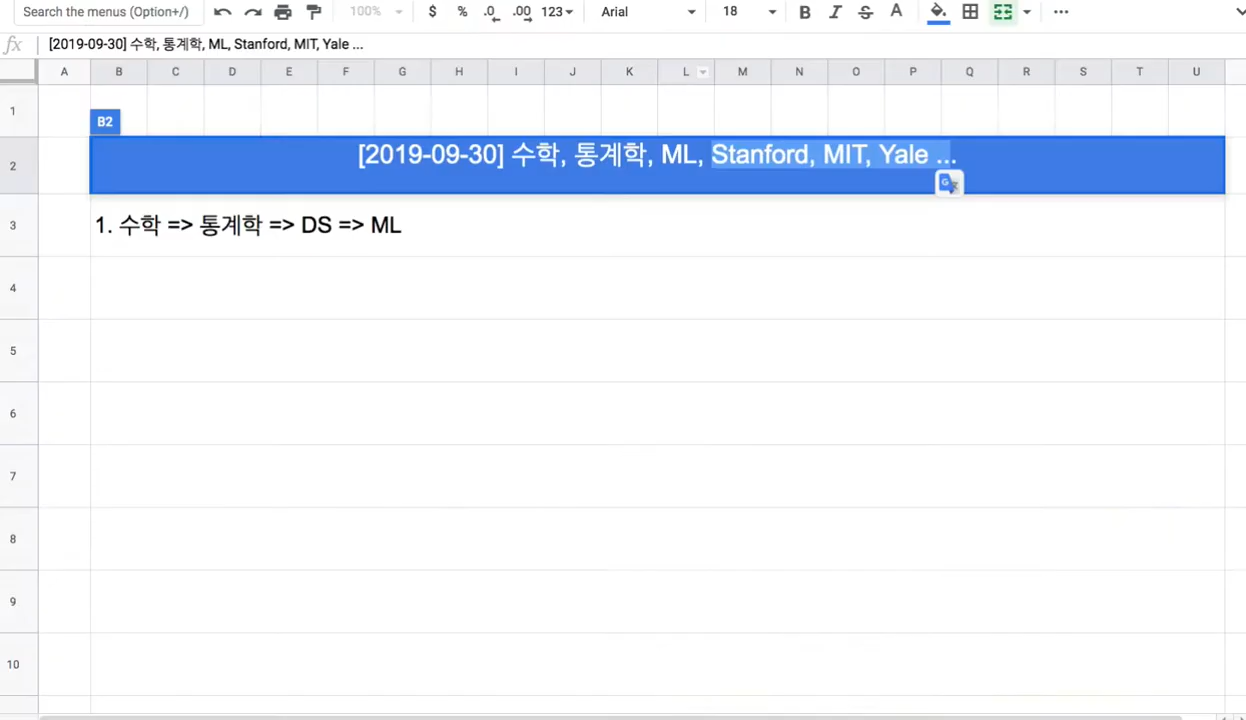 Search the menus (Option+/) 100% $ % .0 .00 123 Arial 18 B I S A ...
fx [2019-09-30] 수학, 통계학, ML, Stanford, MIT, Yale ...
A B C D E F G H I J K L M N O P Q R S T U
1
B2
2 [2019-09-30] 수학, 통계학, ML, Stanford, MIT, Yale ...
3 1. 수학 => 통계학 => DS => ML
4
5
6
7
8
9
10